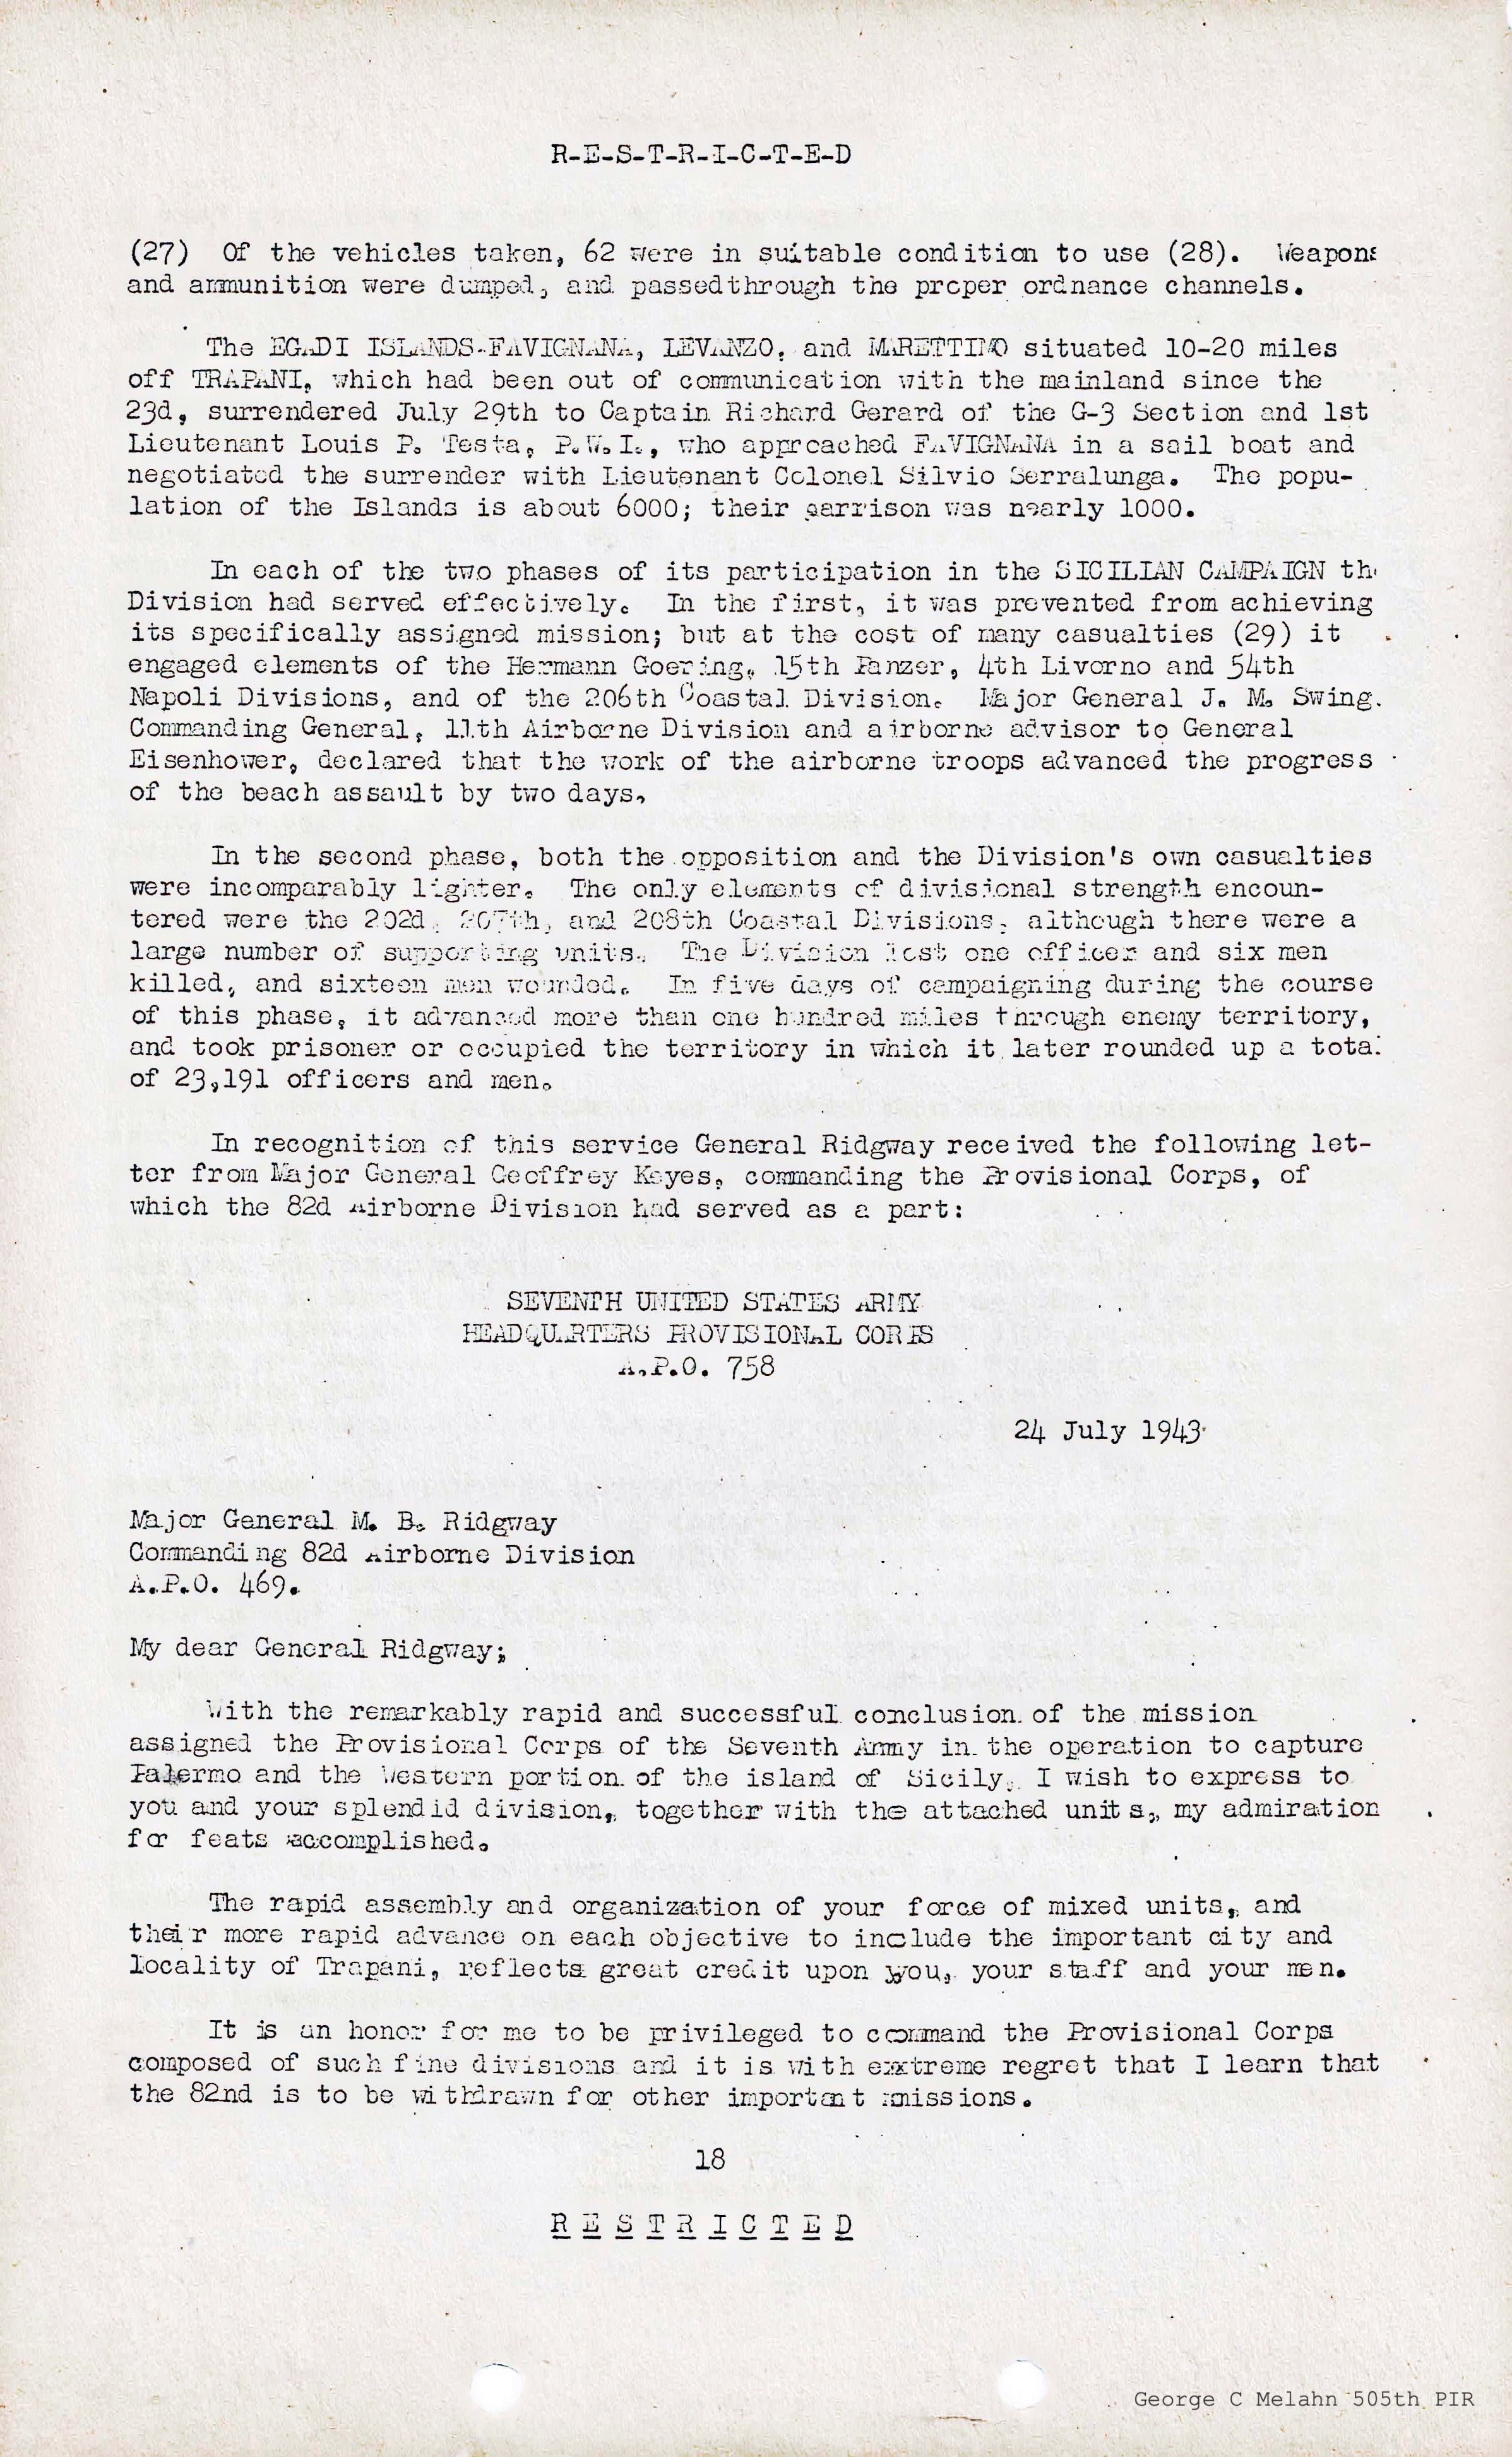 R-E-S-T-R-I-C-T-E-D
(27) Of the vehicles taken, 62 were in suitable condition to use (28). Weapons
and ammunition were dumped, and passedthrough the proper ordnance channels.
The EGADI ISLANDS-FAVIGNANA, LEVANZO, and MARETTIMO situated 10-20 miles
off TRAPANI, which had been out of communication with the mainland since the
23d, surrendered July 29th to Captain Richard Gerard of the G-3 Section and 1st
Lieutenant Louis P. Testa, P.W.I., who approached FAVIGNANA in a sail boat and
negotiated the surrender with Lieutenant Colonel Silvio Serralunga. The popu-
lation of the Islands is about 6000; their garrison was nearly 1000.
In each of the two phases of its participation in the SICILIAN CAMPAIGN th
Division had served effectively. In the first, it was prevented from achieving
its specifically assigned mission; but at the cost of many casualties (29) it
engaged elements of the Hermann Goering, 15th Panzer, 4th Livorno and 54th
Napoli Divisions, and of the 206th Coastal Division. Major General J. M. Swing.
Commanding General, 11th Airborne Division and airborne advisor to General
Eisenhower, declared that the work of the airborne troops advanced the progress
of the beach assault by two days.
In the second phase, both the opposition and the Division's own casualties
were incomparably lighter. The only elements of divisional strength encoun-
tered were the 202d, 207th, and 208th Coastal Divisions, although there were a
large number of supporting units. The Division lost one officer and six men
killed, and sixteen men wounded. In five days of campaigning during the course
of this phase, it advanced more than one hundred miles through enemy territory,
and took prisoner or occupied the territory in which it later rounded up a total
of 23,191 officers and men.
In recognition of this service General Ridgway received the following let-
ter from Major General Geoffrey Keyes, commanding the Provisional Corps, of
which the 82d Airborne Division had served as a part:
SEVENTH UNITED STATES ARMY
HEADQUARTERS PROVISIONAL CORPS
A.P.O. 758
24 July 1943
Major General M. B. Ridgway
Commanding 82d Airborne Division
A.P.O. 469.
My dear General Ridgway;
With the remarkably rapid and successful conclusion of the mission
assigned the Provisional Corps of the Seventh Army in the operation to capture
Palermo and the Western portion of the island of Sicily, I wish to express to
you and your splendid division, together with the attached units, my admiration
for feats accomplished.
The rapid assembly and organization of your force of mixed units, and
their more rapid advance on each objective to include the important city and
locality of Trapani, reflects great credit upon you, your staff and your men.
It is an honor for me to be privileged to command the Provisional Corps
composed of such fine divisions and it is with extreme regret that I learn that
the 82nd is to be withdrawn for other important missions.
18
R E S T R I C T E D
George C Melahn 505th PIR